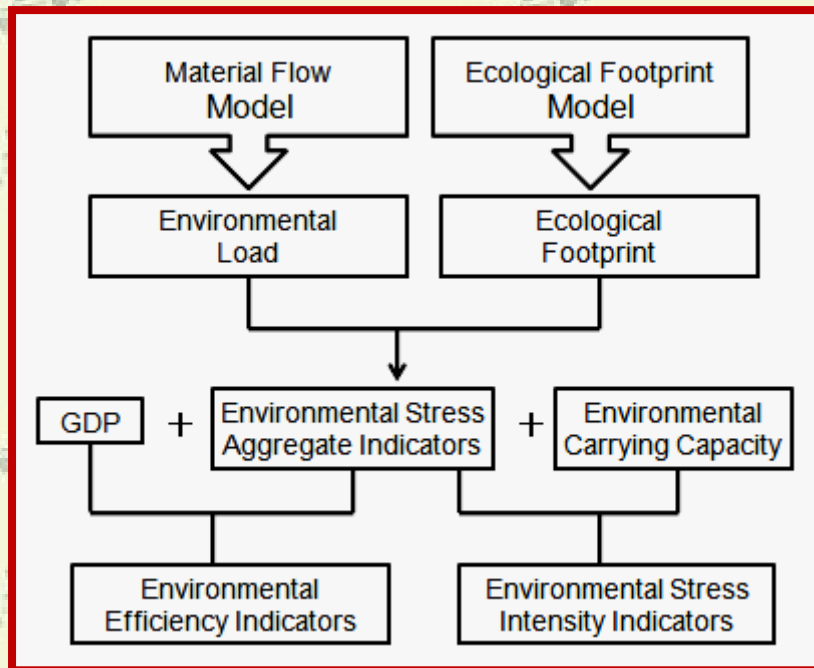 Material Flow
Model
Ecological Footprint
Model
Environmental
Load
Ecological
Footprint
GDP
+
Environmental Stress
Aggregate Indicators
+
Environmental
Carrying Capacity
Environmental
Efficiency Indicators
Environmental Stress
Intensity Indicators